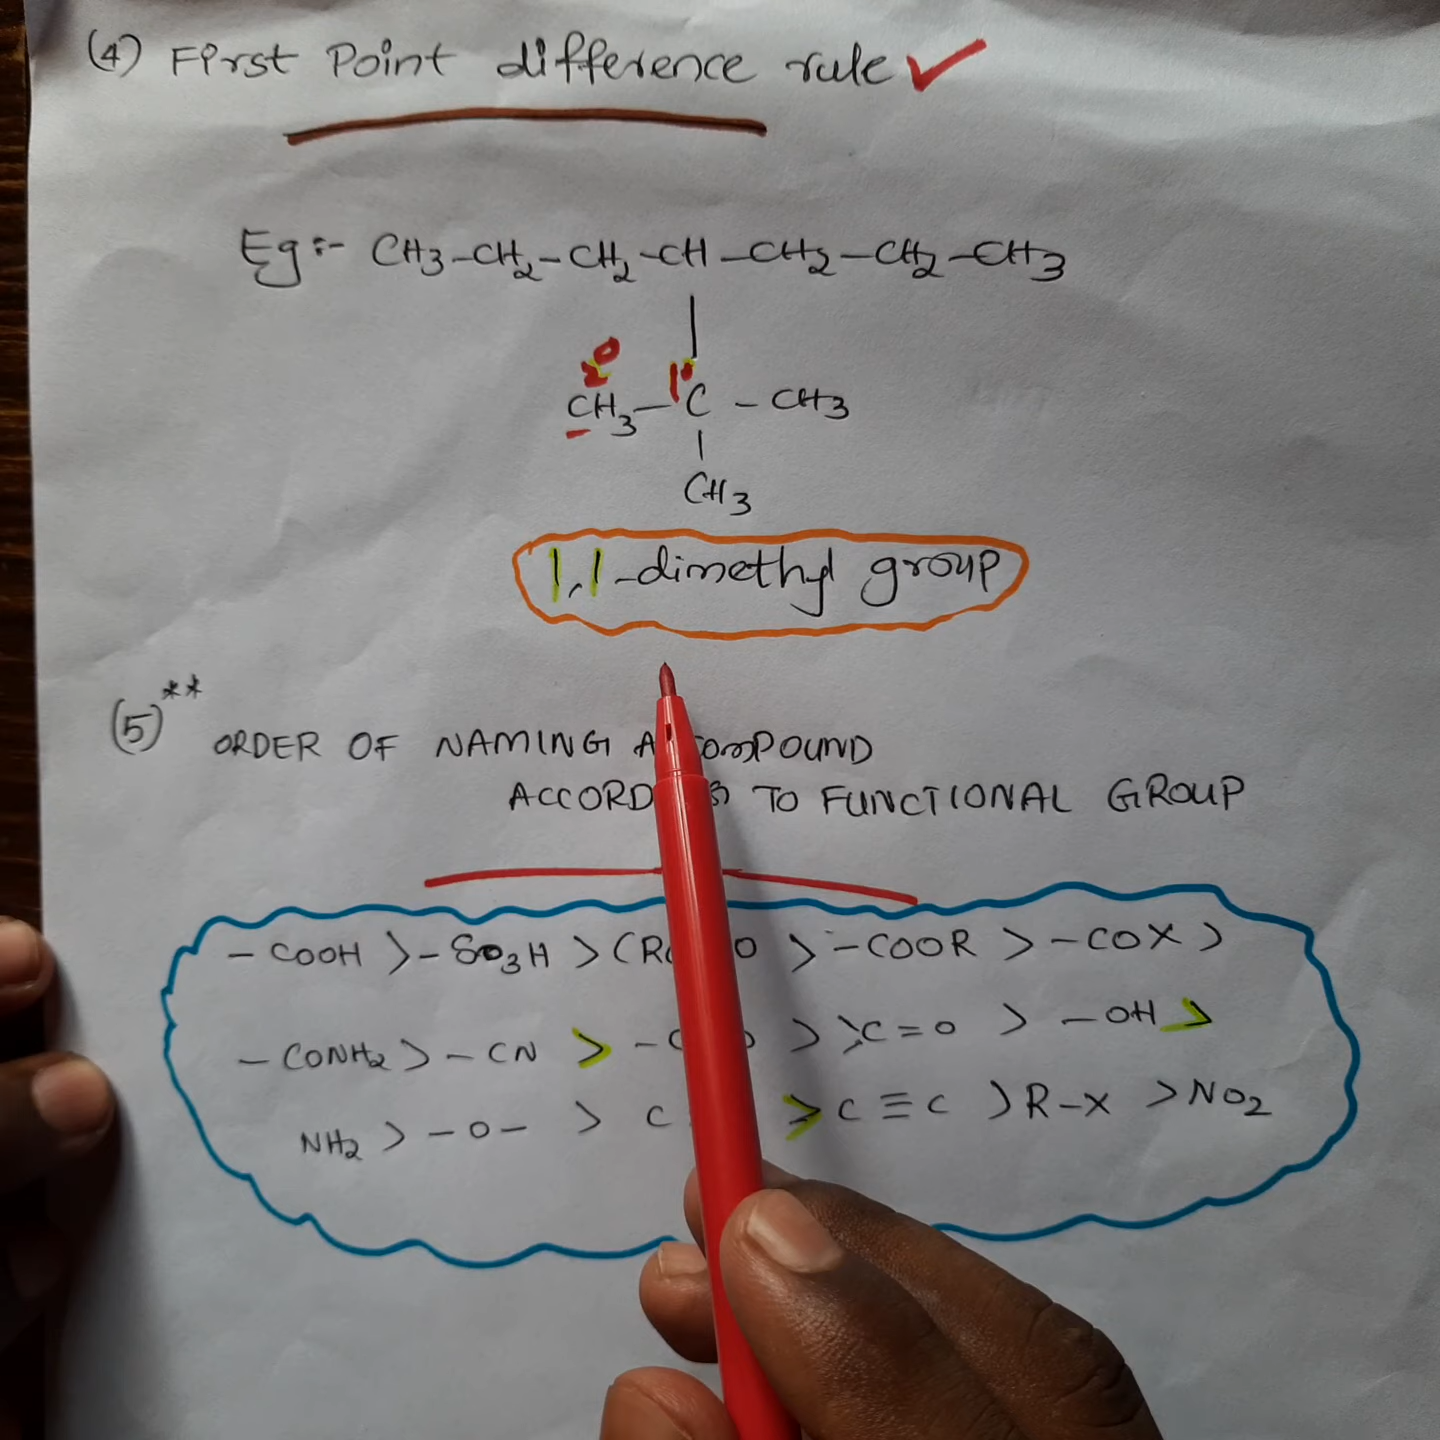 (4) First Point difference rule ✓
Eg:- CH3-CH2-CH2-CH-CH2-CH2-CH3
2° 1°
CH3-C-CH3
CH3
1,1-dimethyl group
(5)** ORDER OF NAMING A COMPOUND
ACCORD TO FUNCTIONAL GROUP
-COOH > -SO3H > (R O > -COOR > -COX >
-CONH2 > -CN > - > >C=O > -OH >
NH2 > -O- > C > C≡C > R-X > NO2